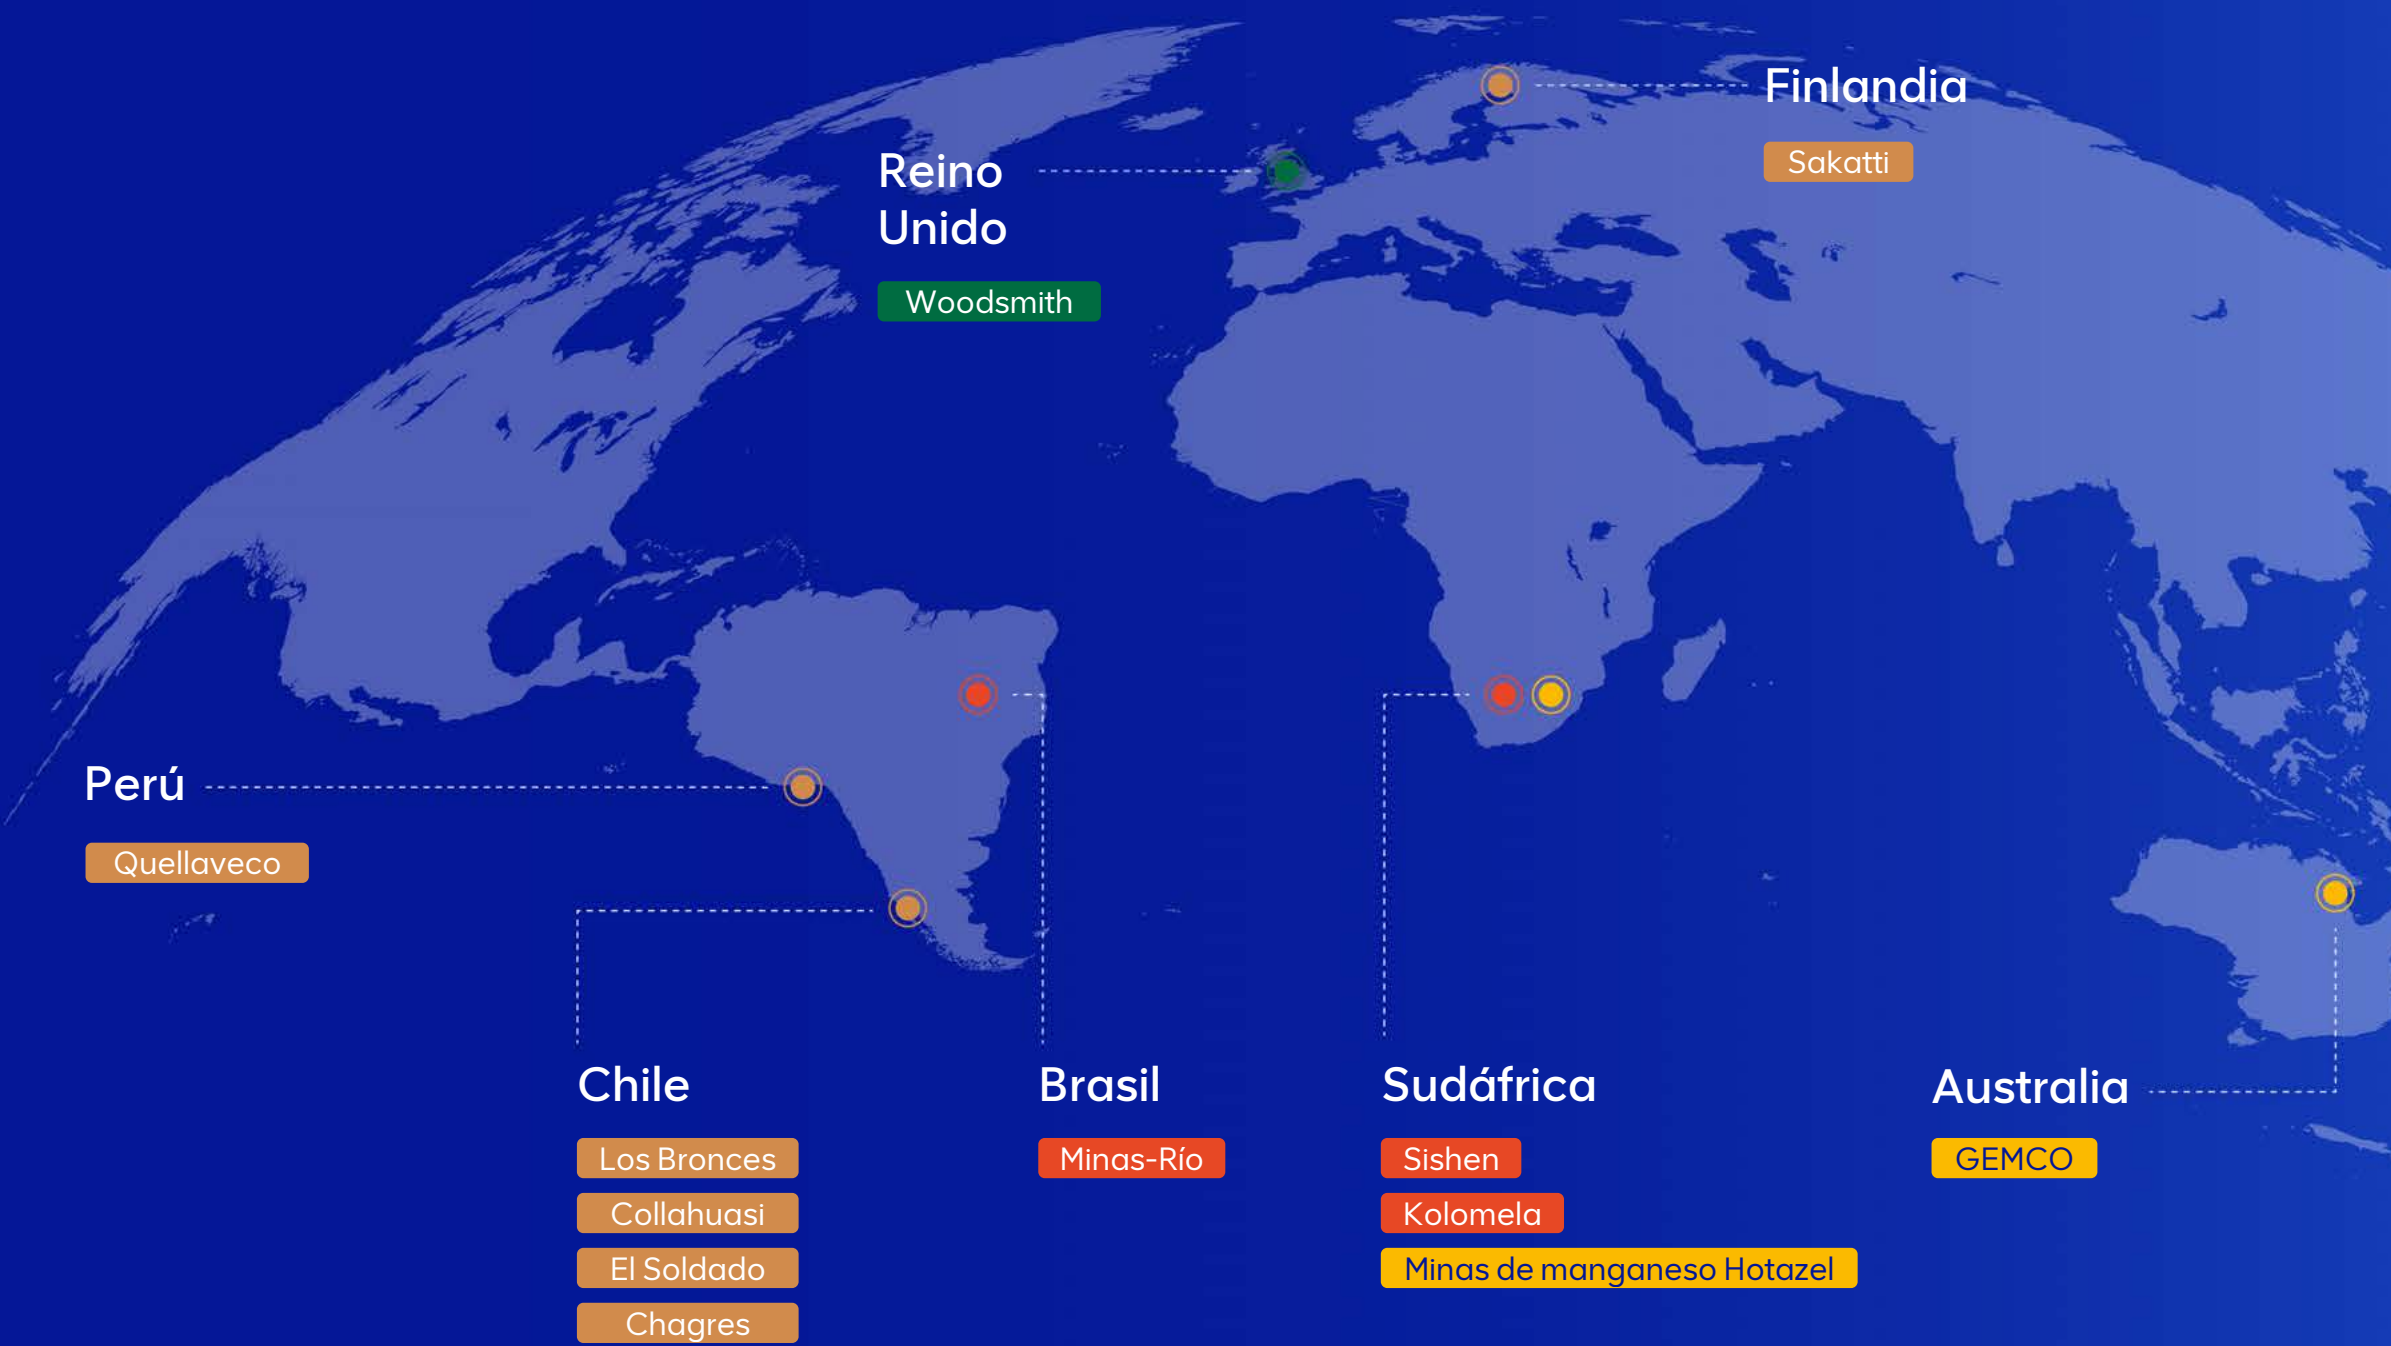 Finlandia
Sakatti
Reino
Unido
Woodsmith
Perú
Quellaveco
Chile
Los Bronces
Collahuasi
El Soldado
Chagres
Brasil
Minas-Río
Sudáfrica
Sishen
Kolomela
Minas de manganeso Hotazel
Australia
GEMCO